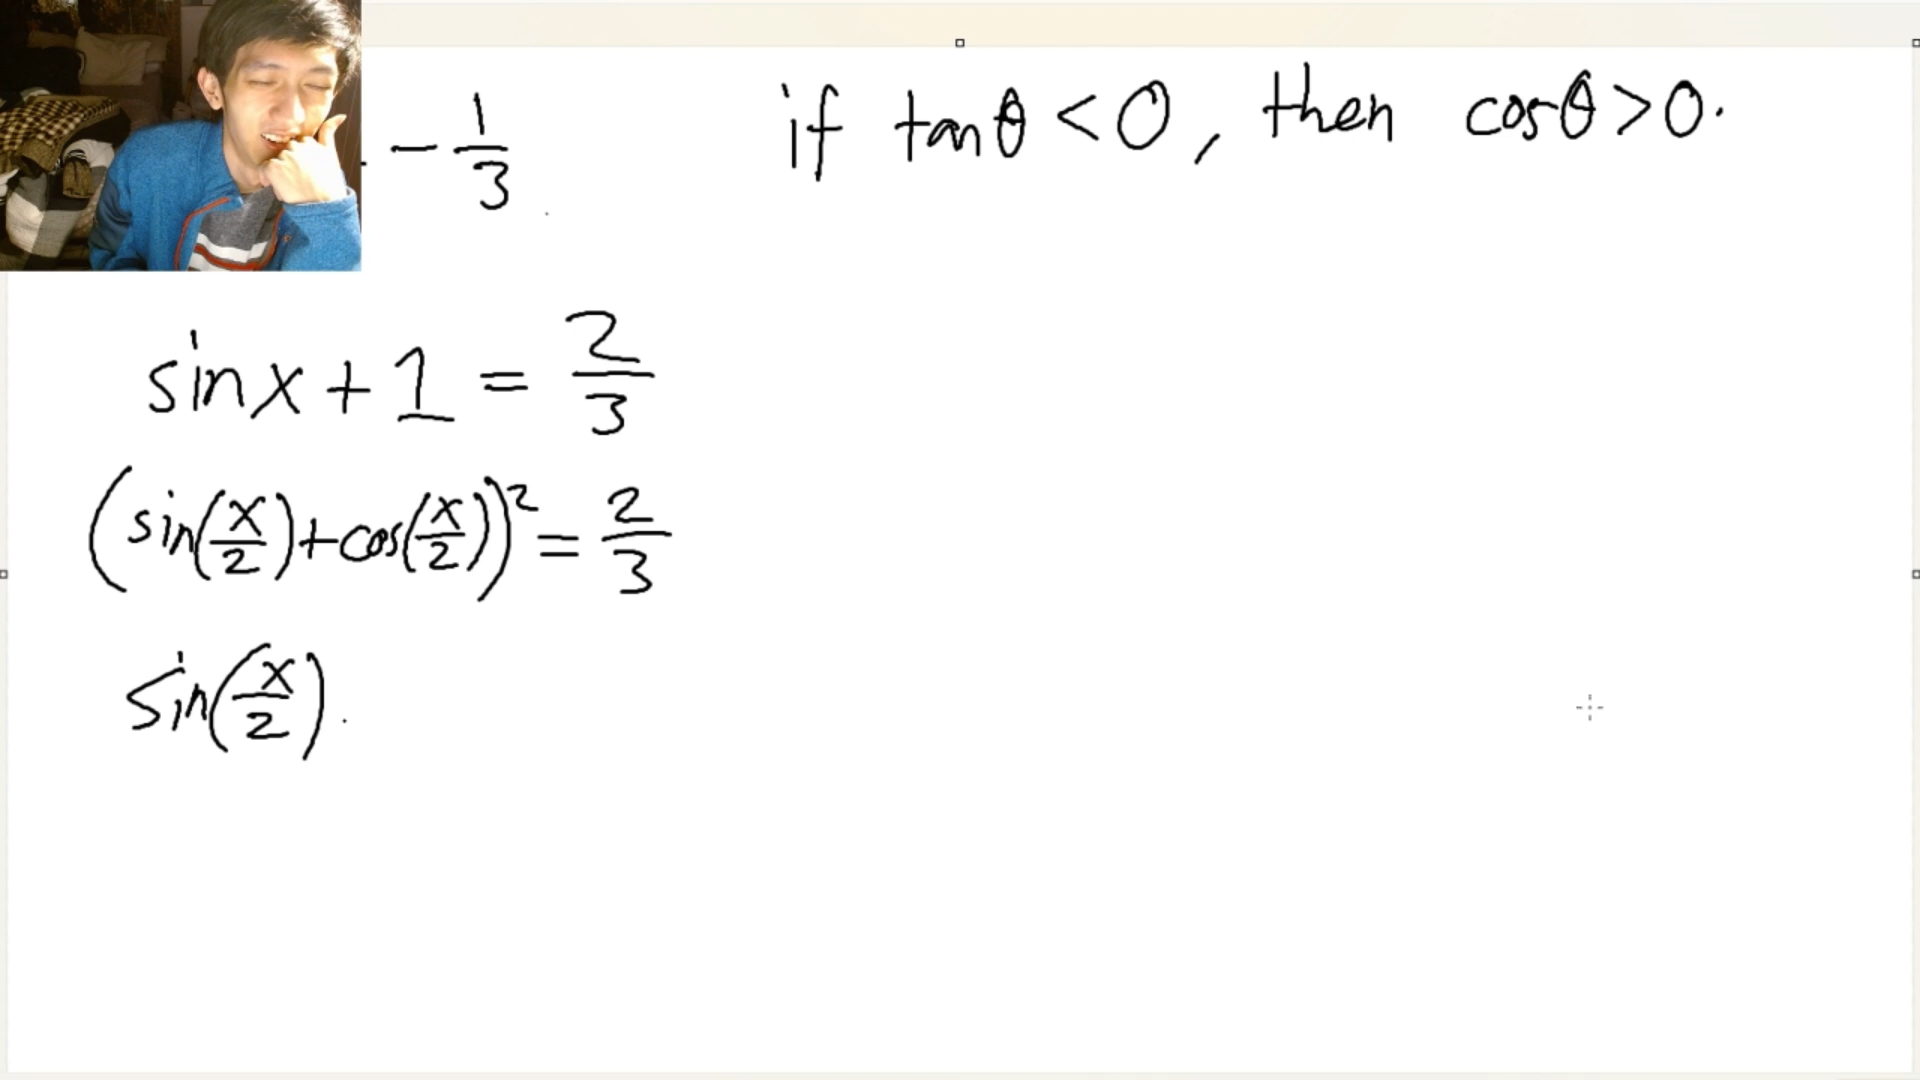 - 1/3
if tanθ < 0, then cosθ > 0.
sinx + 1 = 2/3
(sin(x/2) + cos(x/2))² = 2/3
sin(x/2)